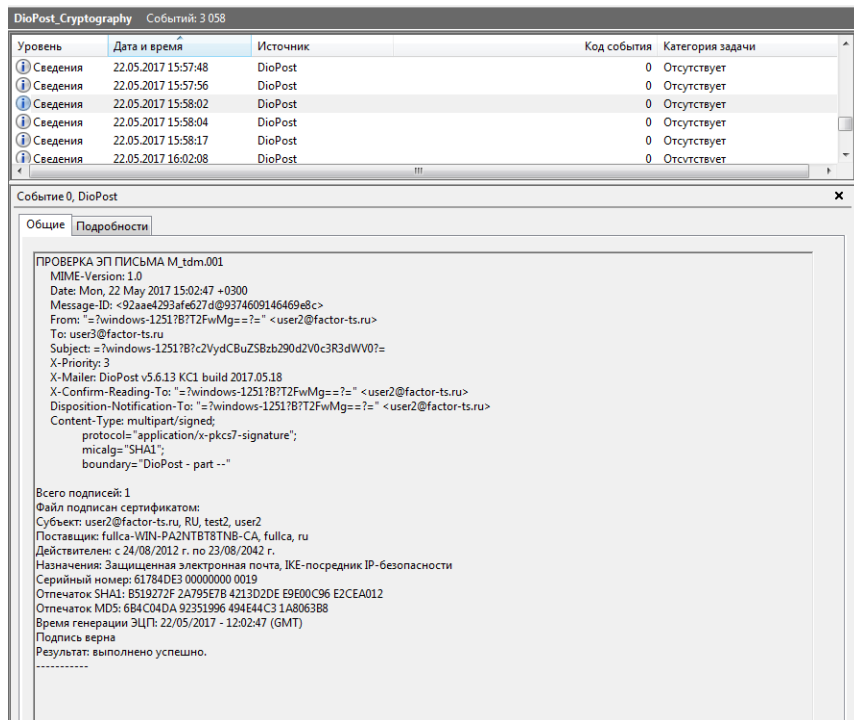 DioPost_Cryptography Событий: 3 058
Уровень Дата и время Источник Код события Категория задачи
Сведения 22.05.2017 15:57:48 DioPost 0 Отсутствует
Сведения 22.05.2017 15:57:56 DioPost 0 Отсутствует
Сведения 22.05.2017 15:58:02 DioPost 0 Отсутствует
Сведения 22.05.2017 15:58:04 DioPost 0 Отсутствует
Сведения 22.05.2017 15:58:17 DioPost 0 Отсутствует
Сведения 22.05.2017 16:02:08 DioPost 0 Отсутствует
Событие 0, DioPost
Общие Подробности
ПРОВЕРКА ЭП ПИСЬМА M_tdm.001
MIME-Version: 1.0
Date: Mon, 22 May 2017 15:02:47 +0300
Message-ID: <92aae4293afe627d@9374609146469e8c>
From: "=?windows-1251?B?T2FwMg==?=" <user2@factor-ts.ru>
To: user3@factor-ts.ru
Subject: =?windows-1251?B?c2VydCBuZSBzb290d2V0c3R3dWV0?=
X-Priority: 3
X-Mailer: DioPost v5.6.13 KC1 build 2017.05.18
X-Confirm-Reading-To: "=?windows-1251?B?T2FwMg==?=" <user2@factor-ts.ru>
Disposition-Notification-To: "=?windows-1251?B?T2FwMg==?=" <user2@factor-ts.ru>
Content-Type: multipart/signed;
protocol="application/x-pkcs7-signature";
micalg="SHA1";
boundary="DioPost - part --"
Всего подписей: 1
Файл подписан сертификатом:
Субъект: user2@factor-ts.ru, RU, test2, user2
Поставщик: fullca-WIN-PA2NTBT8TNB-CA, fullca, ru
Действителен: с 24/08/2012 г. по 23/08/2042 г.
Назначения: Защищенная электронная почта, IKE-посредник IP-безопасности
Серийный номер: 61784DE3 00000000 0019
Отпечаток SHA1: B519272F 2A795E7B 4213D2DE E9E00C96 E2CEA012
Отпечаток MD5: 6B4C04DA 92351996 494E44C3 1A8063B8
Время генерации ЭЦП: 22/05/2017 - 12:02:47 (GMT)
Подпись верна
Результат: выполнено успешно.
-----------